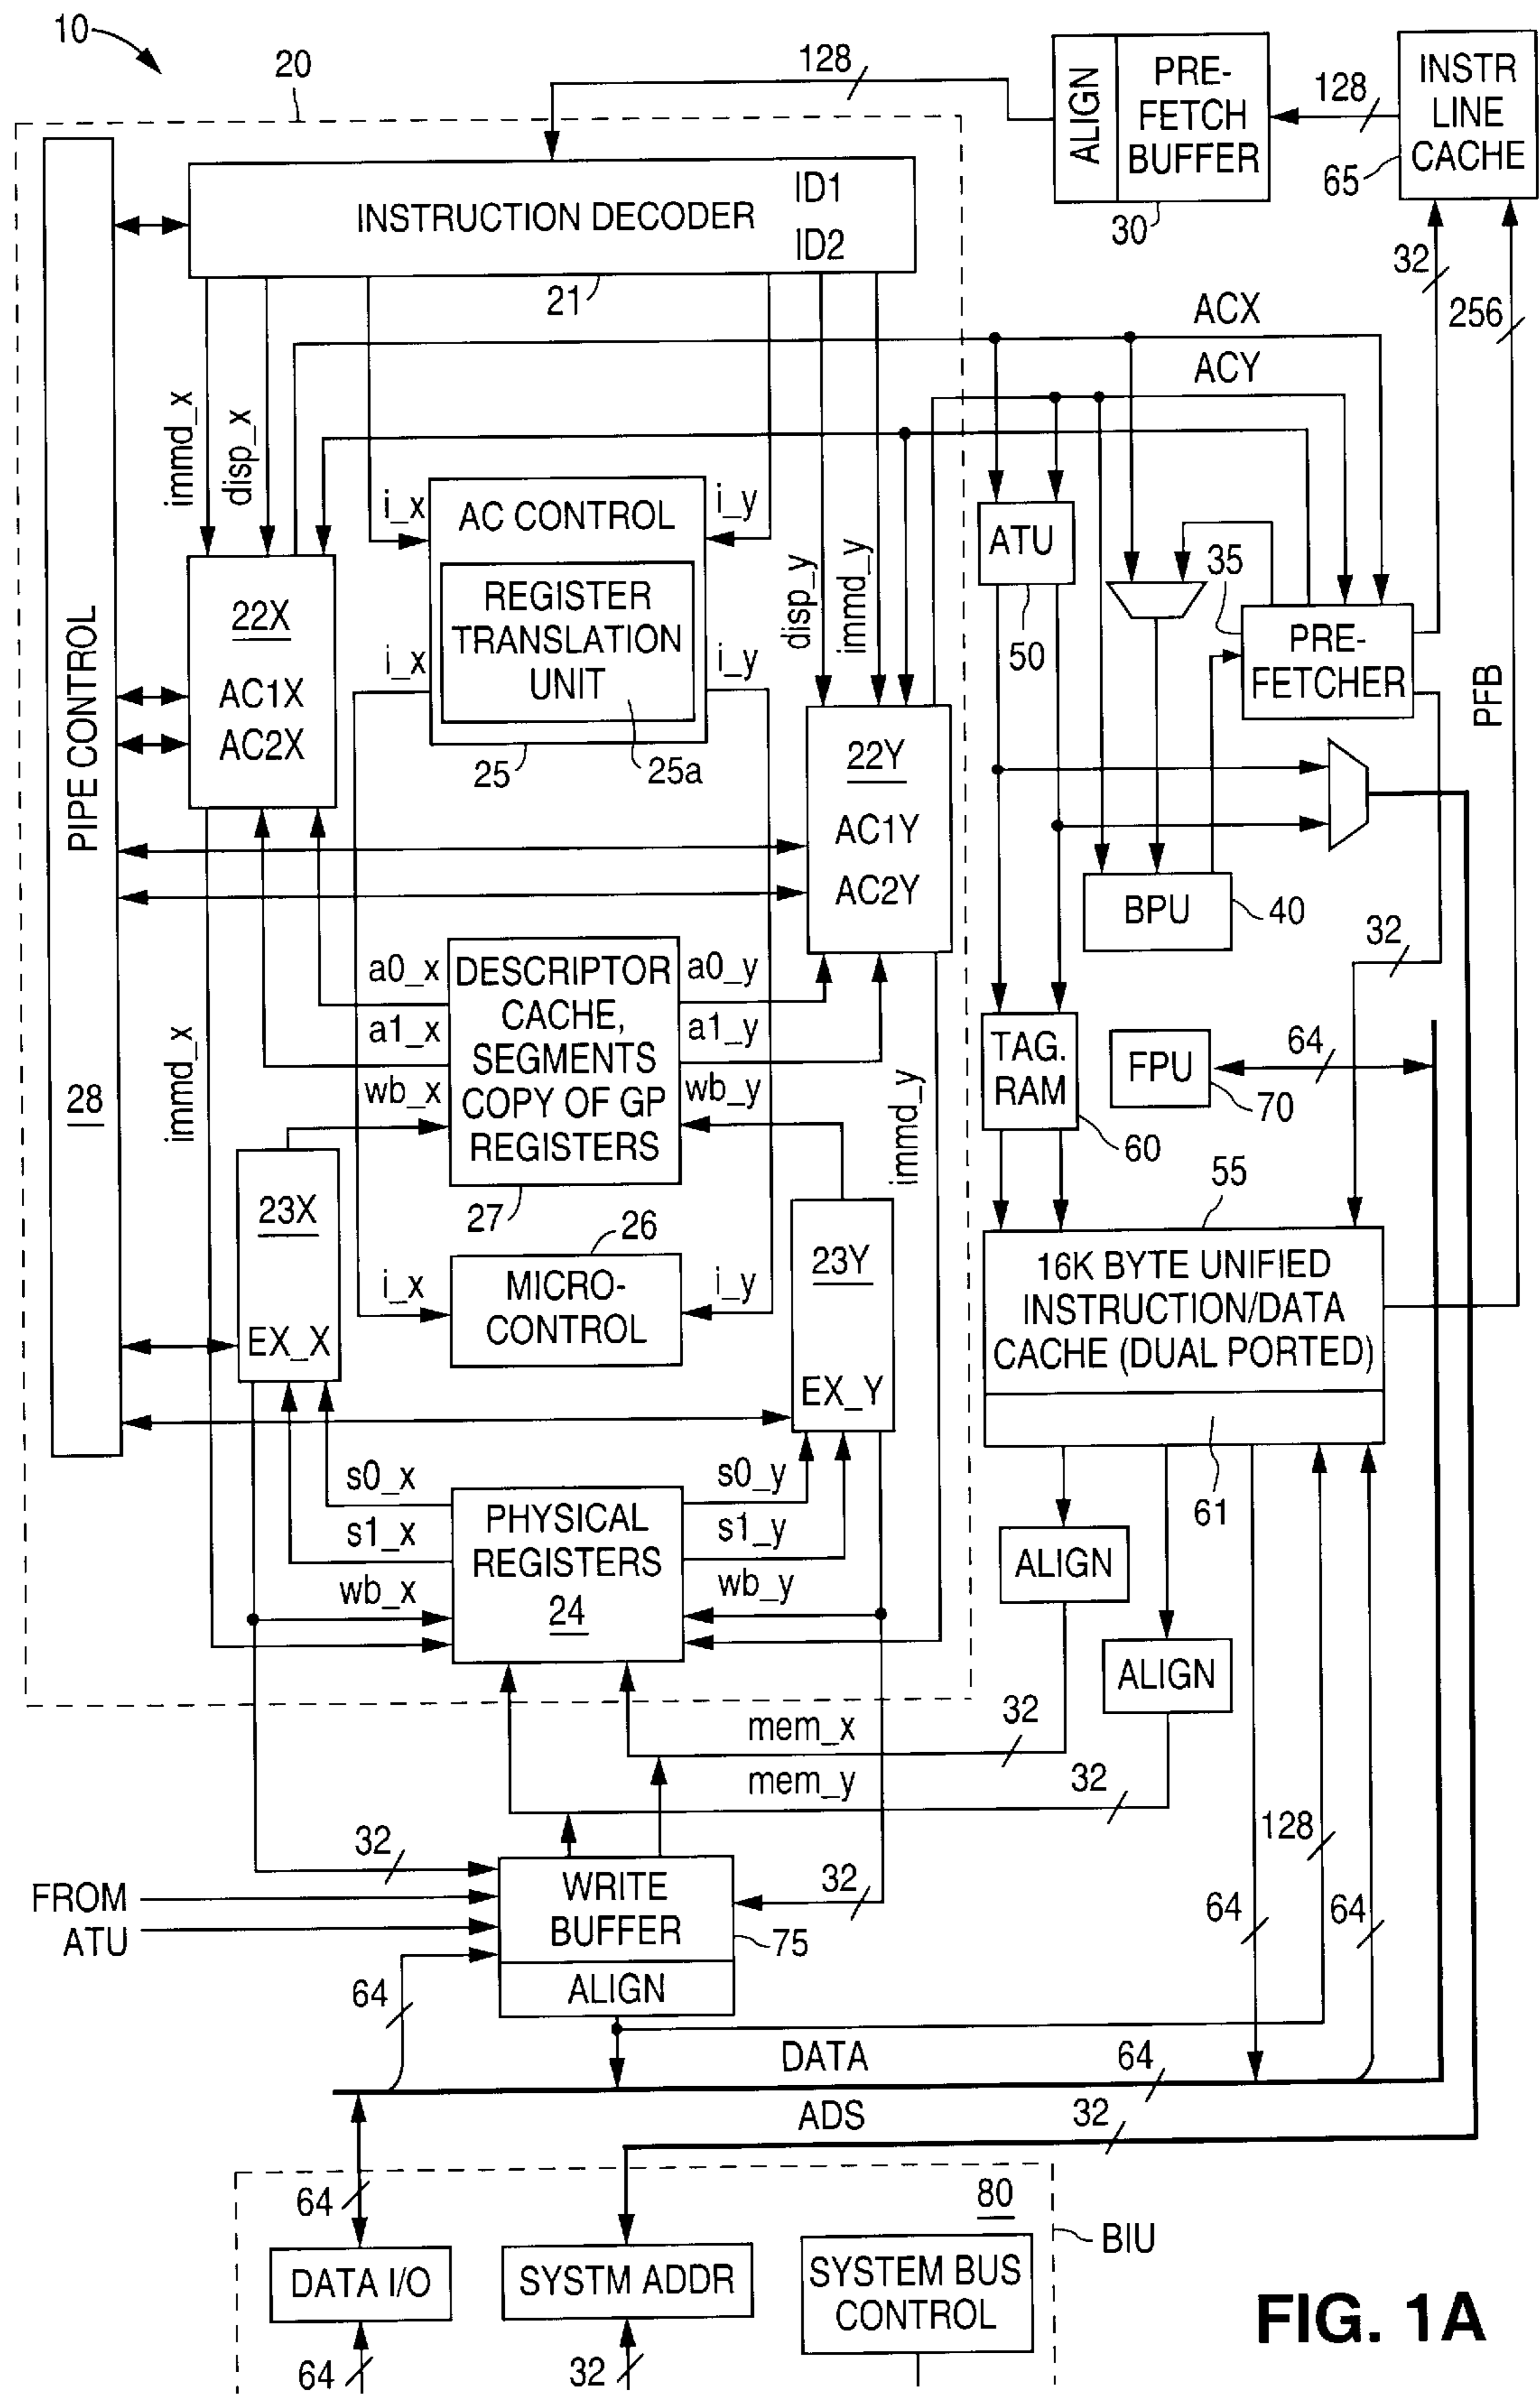 10
20
128
ALIGN
PRE-
FETCH
BUFFER
30
128
INSTR
LINE
CACHE
65
INSTRUCTION DECODER
ID1
ID2
21
32
256
ACX
ACY
immd_x
disp_x
i_x
AC CONTROL
i_y
REGISTER
TRANSLATION
UNIT
i_x
i_y
25
25a
disp_y
immd_y
ATU
50
35
PRE-
FETCHER
PFB
PIPE CONTROL
28
22X
AC1X
AC2X
22Y
AC1Y
AC2Y
BPU
40
32
a0_x
a1_x
wb_x
DESCRIPTOR
CACHE,
SEGMENTS
COPY OF GP
REGISTERS
27
a0_y
a1_y
wb_y
immd_x
immd_y
TAG.
RAM
60
FPU
70
64
55
23X
EX_X
26
i_x
MICRO-
CONTROL
i_y
23Y
EX_Y
16K BYTE UNIFIED
INSTRUCTION/DATA
CACHE (DUAL PORTED)
61
s0_x
s1_x
wb_x
PHYSICAL
REGISTERS
24
s0_y
s1_y
wb_y
ALIGN
ALIGN
mem_x
32
mem_y
32
128
32
FROM
ATU
WRITE
BUFFER
32
75
ALIGN
64
64
64
DATA
64
ADS
32
64
80
BIU
DATA I/O
SYSTM ADDR
SYSTEM BUS
CONTROL
64
32
FIG. 1A